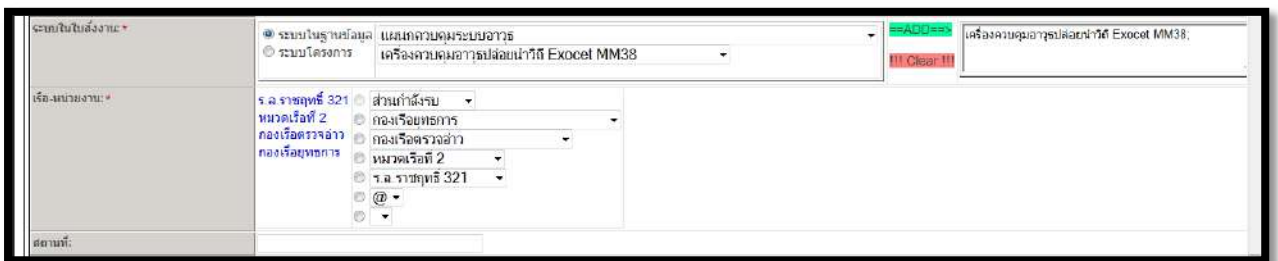 ระบบในใบสั่งงาน: *
ระบบในฐานข้อมูล แผนกควบคุมระบบอาวุธ ==ADD==> เครื่องควบคุมอาวุธปล่อยนำวิถี Exocet MM38;
ระบบโครงการ เครื่องควบคุมอาวุธปล่อยนำวิถี Exocet MM38 !!! Clear !!!
เรือ-หน่วยงาน: *
ร.ล.ราชฤทธิ์ 321 ส่วนกำลังรบ
หมวดเรือที่ 2 กองเรือยุทธการ
กองเรือตรวจอ่าว กองเรือตรวจอ่าว
กองเรือยุทธการ หมวดเรือที่ 2
ร.ล.ราชฤทธิ์ 321
@
สถานที่: